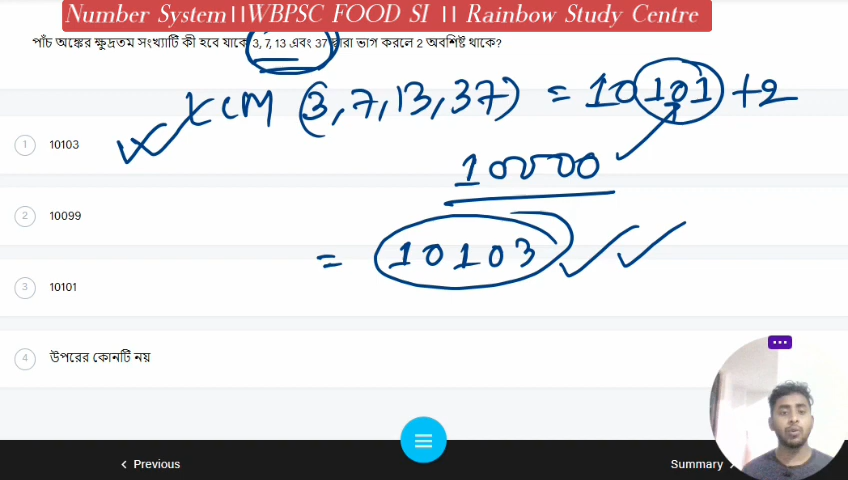 Number System||WBPSC FOOD SI || Rainbow Study Centre
পাঁচ অঙ্কের ক্ষুদ্রতম সংখ্যাটি কী হবে যাকে 3, 7, 13 এবং 37 দ্বারা ভাগ করলে 2 অবশিষ্ট থাকে?
LCM (3, 7, 13, 37) = 10101 + 2
1 10103
10000
2 10099
= 10103
3 10101
4 উপরের কোনটি নয়
< Previous
Summary >